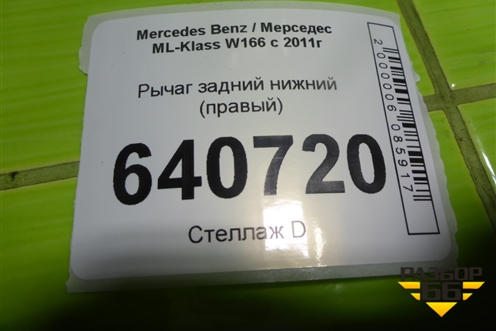 Mercedes Benz / Мерседес
ML-Klass W166 с 2011г
Рычаг задний нижний
(правый)
640720
Стеллаж D
2000006085917
РАЗБОР
66